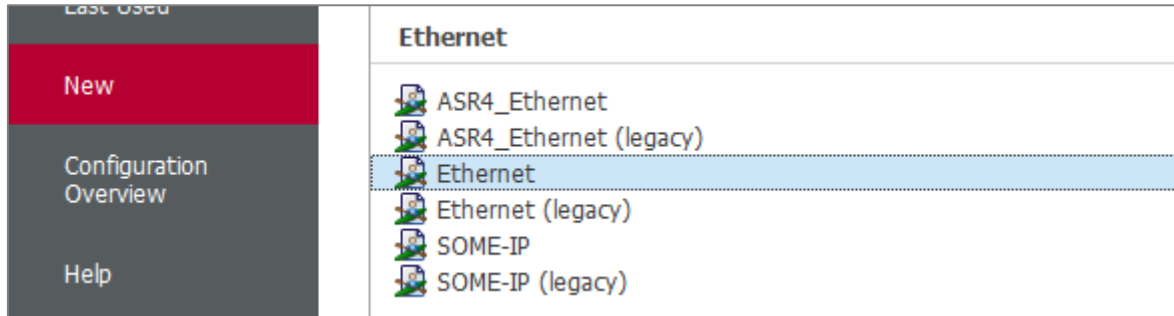 Last Used
New
Configuration
Overview
Help
Ethernet
ASR4_Ethernet
ASR4_Ethernet (legacy)
Ethernet
Ethernet (legacy)
SOME-IP
SOME-IP (legacy)